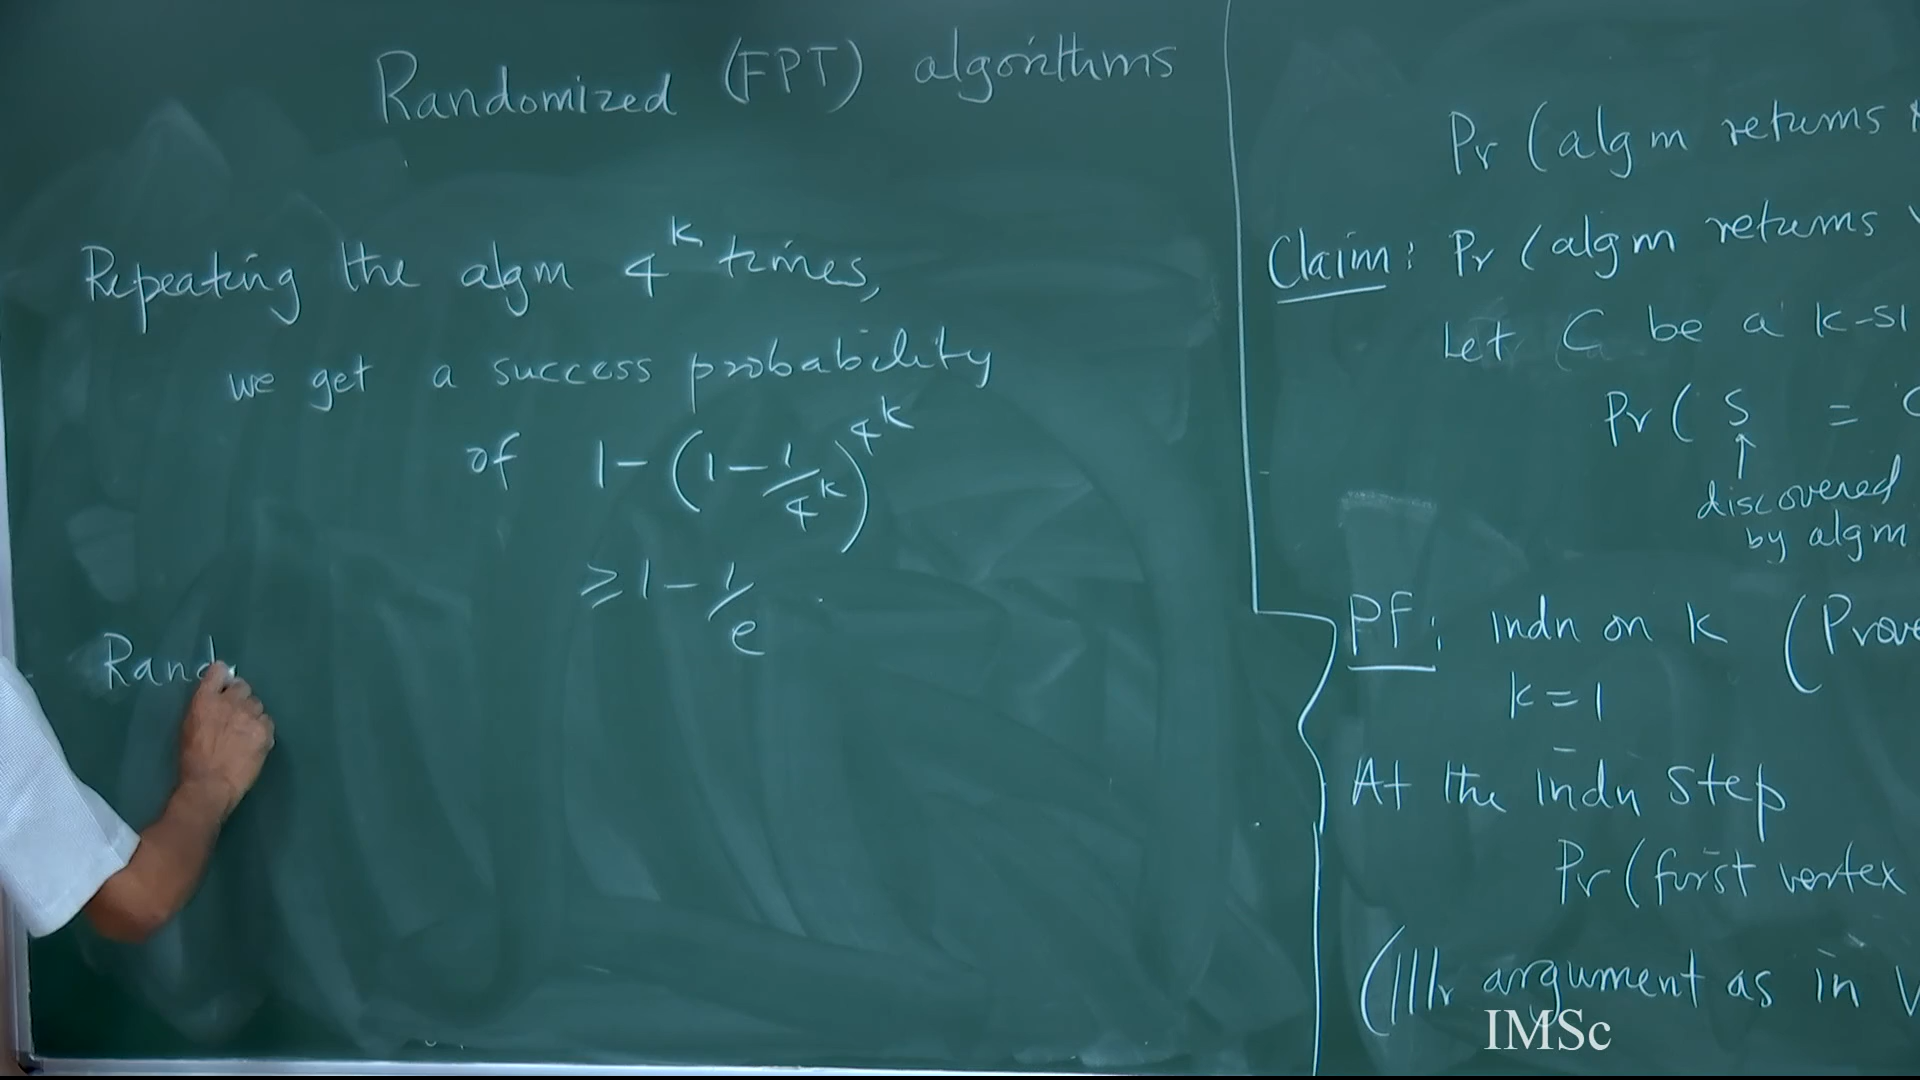 Randomized (FPT) algorithms
Repeating the algm 4^k times,
we get a success probability
of 1 - (1 - 1/4^k)^4^k
≥ 1 - 1/e
Rand
Pr (algm returns
Claim: Pr (algm returns
Let C be a k-si
Pr ( S =
↑
discovered
by algm
PF: indn on k (Prove
k = 1
At the indn step
Pr (first vertex
(|||r argument as in V
IMSc